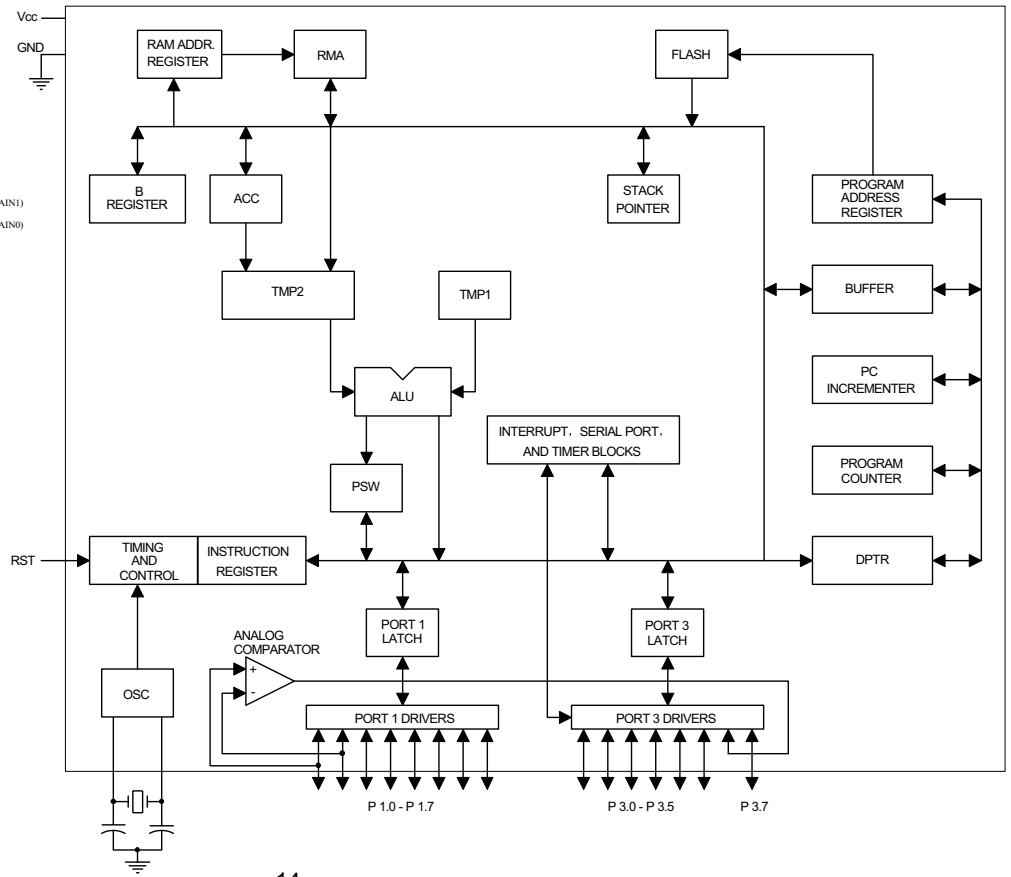 Vcc
GND
RAM ADDR.
REGISTER
RMA
FLASH
B
REGISTER
ACC
STACK
POINTER
PROGRAM
ADDRESS
REGISTER
AIN1)
AIN0)
TMP2
TMP1
BUFFER
ALU
PC
INCREMENTER
INTERRUPT, SERIAL PORT,
AND TIMER BLOCKS
PSW
PROGRAM
COUNTER
RST
TIMING
AND
CONTROL
INSTRUCTION
REGISTER
DPTR
PORT 1
LATCH
PORT 3
LATCH
ANALOG
COMPARATOR
+
-
OSC
PORT 1 DRIVERS
PORT 3 DRIVERS
P 1.0 - P 1.7
P 3.0 - P 3.5
P 3.7